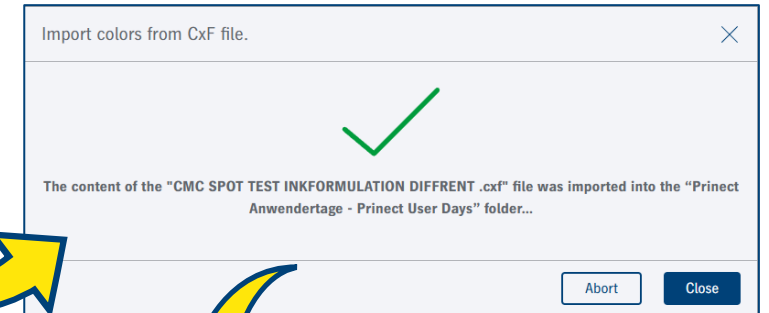 Import colors from CxF file.
The content of the "CMC SPOT TEST INKFORMULATION DIFFRENT .cxf" file was imported into the “Prinect
Anwendertage - Prinect User Days” folder...
Abort
Close